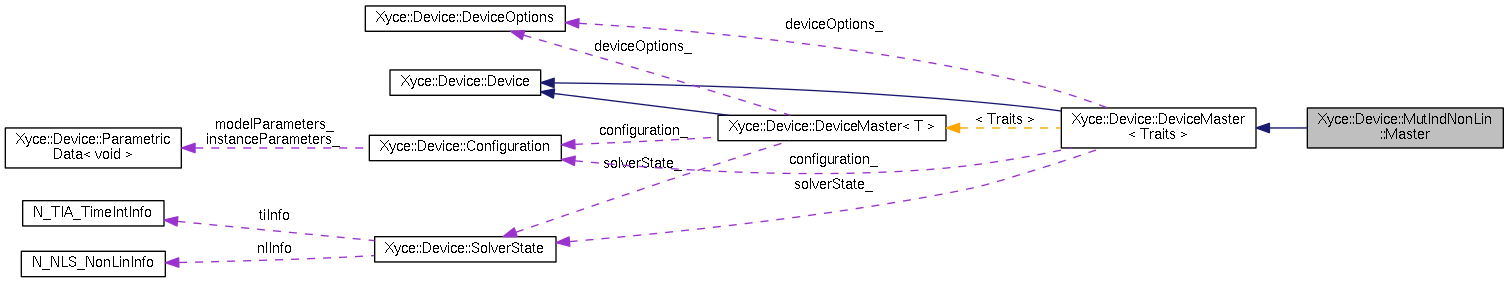 Xyce::Device::DeviceOptions
deviceOptions_
deviceOptions_
Xyce::Device::Device
Xyce::Device::Parametric
Data< void >
modelParameters_
instanceParameters_
Xyce::Device::Configuration
configuration_
Xyce::Device::DeviceMaster< T >
< Traits >
Xyce::Device::DeviceMaster
< Traits >
Xyce::Device::MutIndNonLin
::Master
solverState_
configuration_
solverState_
N_TIA_TimeIntInfo
tiInfo
Xyce::Device::SolverState
N_NLS_NonLinInfo
nlInfo